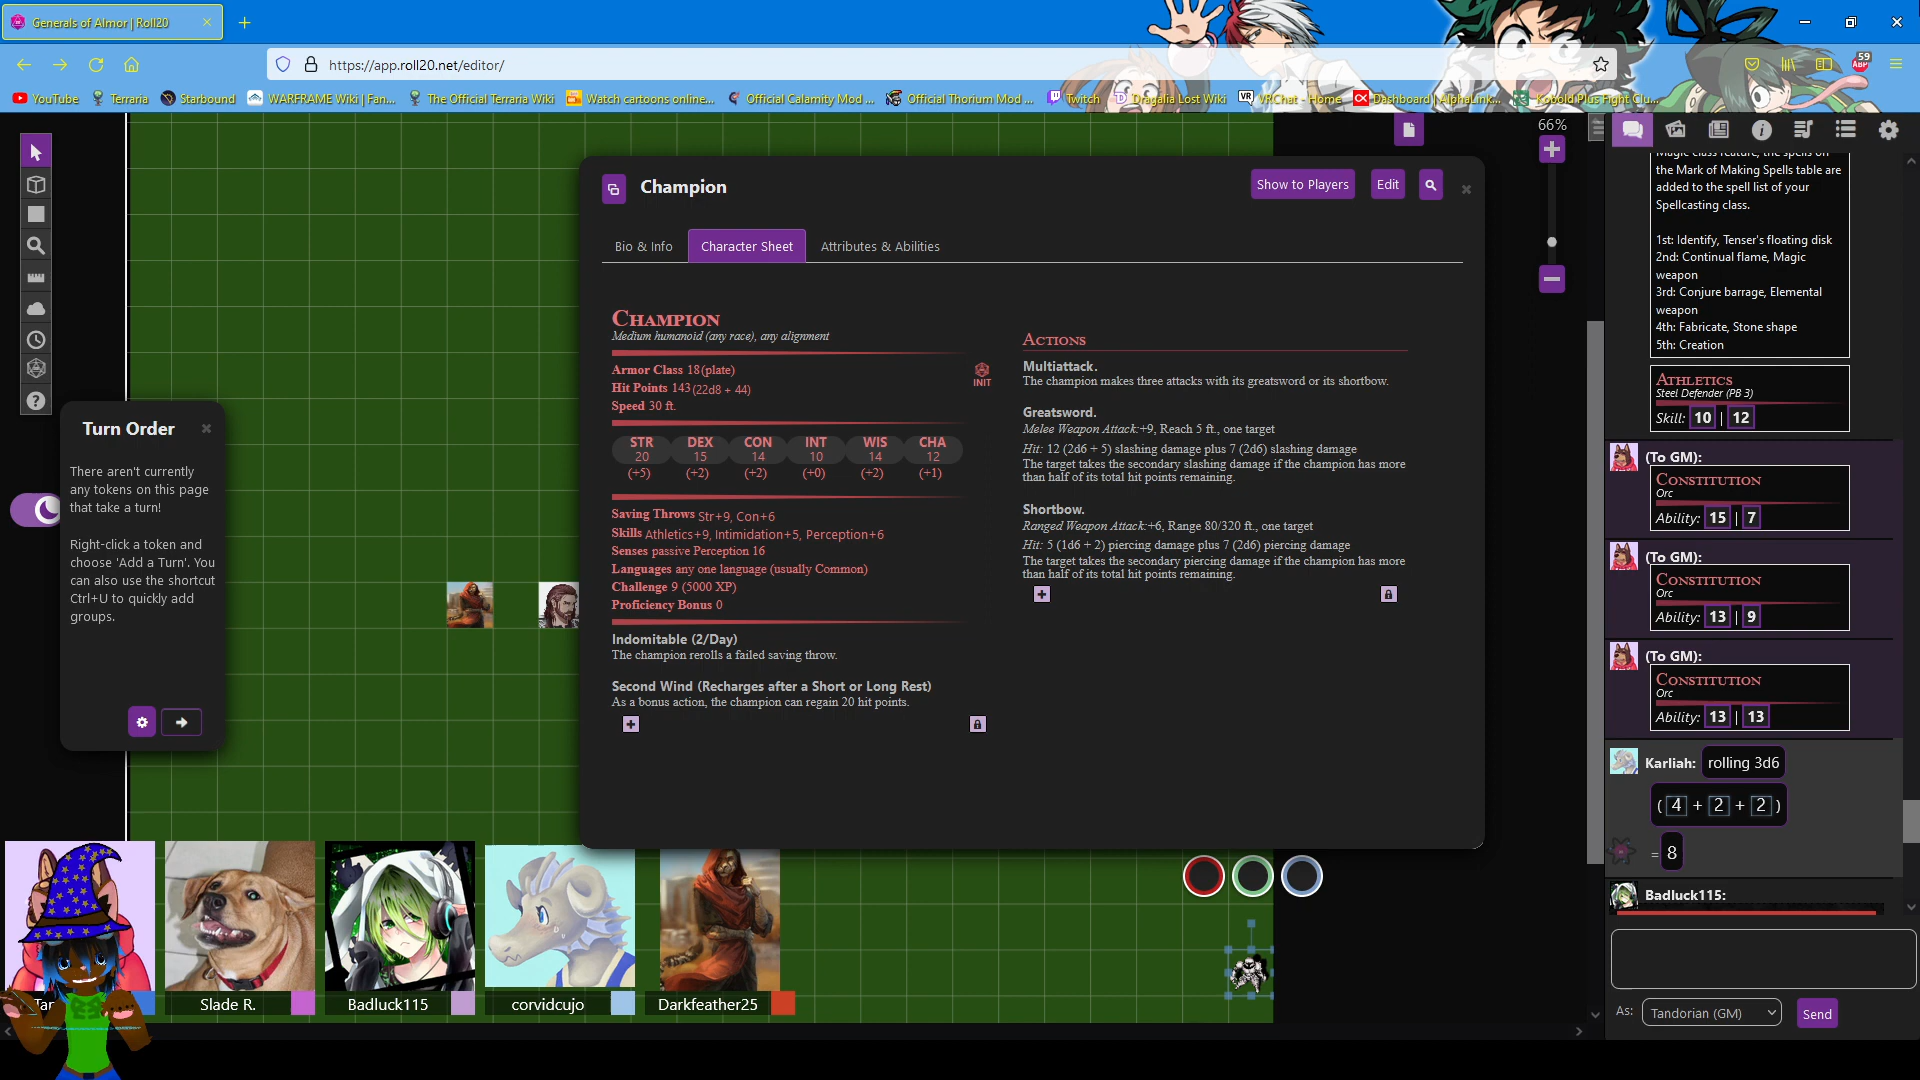 Generals of Almor | Roll20
https://app.roll20.net/editor/
59
ABP
YouTube
Terraria
Starbound
WARFRAME Wiki | Fan...
The Official Terraria Wiki
Watch cartoons online...
Official Calamity Mod ...
Official Thorium Mod ...
Twitch
Dragalia Lost Wiki
VRChat - Home
Dashboard | AlphaLink...
Kobold Plus Fight Clu...
66%
Champion
Show to Players
Edit
Bio & Info
Character Sheet
Attributes & Abilities
Champion
Medium humanoid (any race), any alignment
Armor Class 18(plate)
Hit Points 143(22d8 + 44)
Speed 30 ft.
INIT
STR DEX CON INT WIS CHA
20 15 14 10 14 12
(+5) (+2) (+2) (+0) (+2) (+1)
Saving Throws Str+9, Con+6
Skills Athletics+9, Intimidation+5, Perception+6
Senses passive Perception 16
Languages any one language (usually Common)
Challenge 9 (5000 XP)
Proficiency Bonus 0
Indomitable (2/Day)
The champion rerolls a failed saving throw.
Second Wind (Recharges after a Short or Long Rest)
As a bonus action, the champion can regain 20 hit points.
Actions
Multiattack.
The champion makes three attacks with its greatsword or its shortbow.
Greatsword.
Melee Weapon Attack:+9, Reach 5 ft., one target
Hit: 12 (2d6 + 5) slashing damage plus 7 (2d6) slashing damage
The target takes the secondary slashing damage if the champion has more
than half of its total hit points remaining.
Shortbow.
Ranged Weapon Attack:+6, Range 80/320 ft., one target
Hit: 5 (1d6 + 2) piercing damage plus 7 (2d6) piercing damage
The target takes the secondary piercing damage if the champion has more
than half of its total hit points remaining.
Turn Order
There aren't currently
any tokens on this page
that take a turn!
Right-click a token and
choose 'Add a Turn'. You
can also use the shortcut
Ctrl+U to quickly add
groups.
Magic class feature, the spells on
the Mark of Making Spells table are
added to the spell list of your
Spellcasting class.
1st: Identify, Tenser's floating disk
2nd: Continual flame, Magic
weapon
3rd: Conjure barrage, Elemental
weapon
4th: Fabricate, Stone shape
5th: Creation
Athletics
Steel Defender (PB 3)
Skill: 10 | 12
(To GM):
Constitution
Orc
Ability: 15 | 7
(To GM):
Constitution
Orc
Ability: 13 | 9
(To GM):
Constitution
Orc
Ability: 13 | 13
Karliah: rolling 3d6
(4 + 2 + 2)
= 8
Badluck115:
As: Tandorian (GM)
Send
Tar
Slade R.
Badluck115
corvidcujo
Darkfeather25